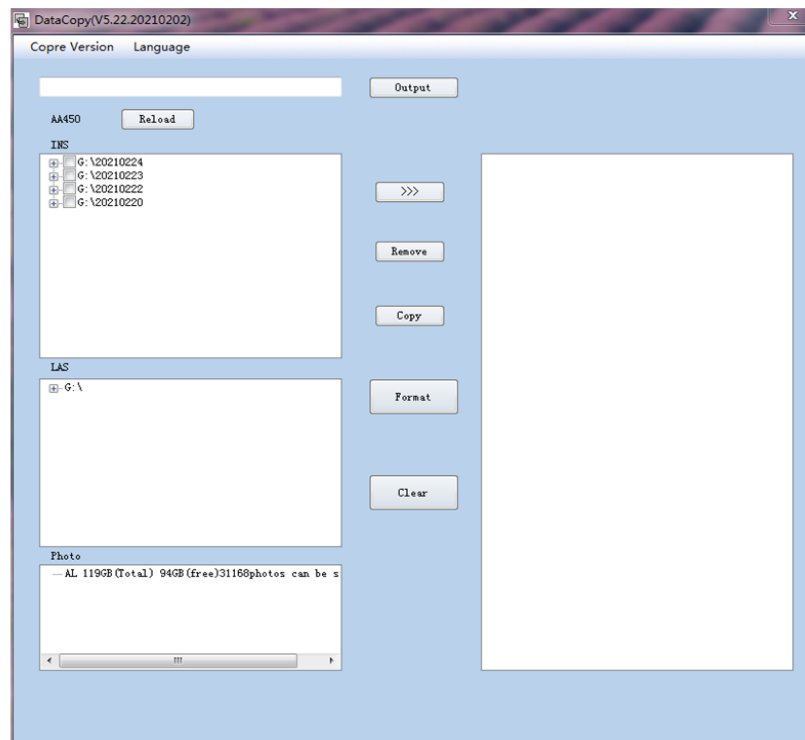 DataCopy(V5.22.20210202)
Copre Version Language
Output
AA450 Reload
INS
G:\20210224
G:\20210223
G:\20210222
G:\20210220
>>>
Remove
Copy
LAS
G:\
Format
Clear
Photo
AL 119GB(Total) 94GB(free)31168photos can be s